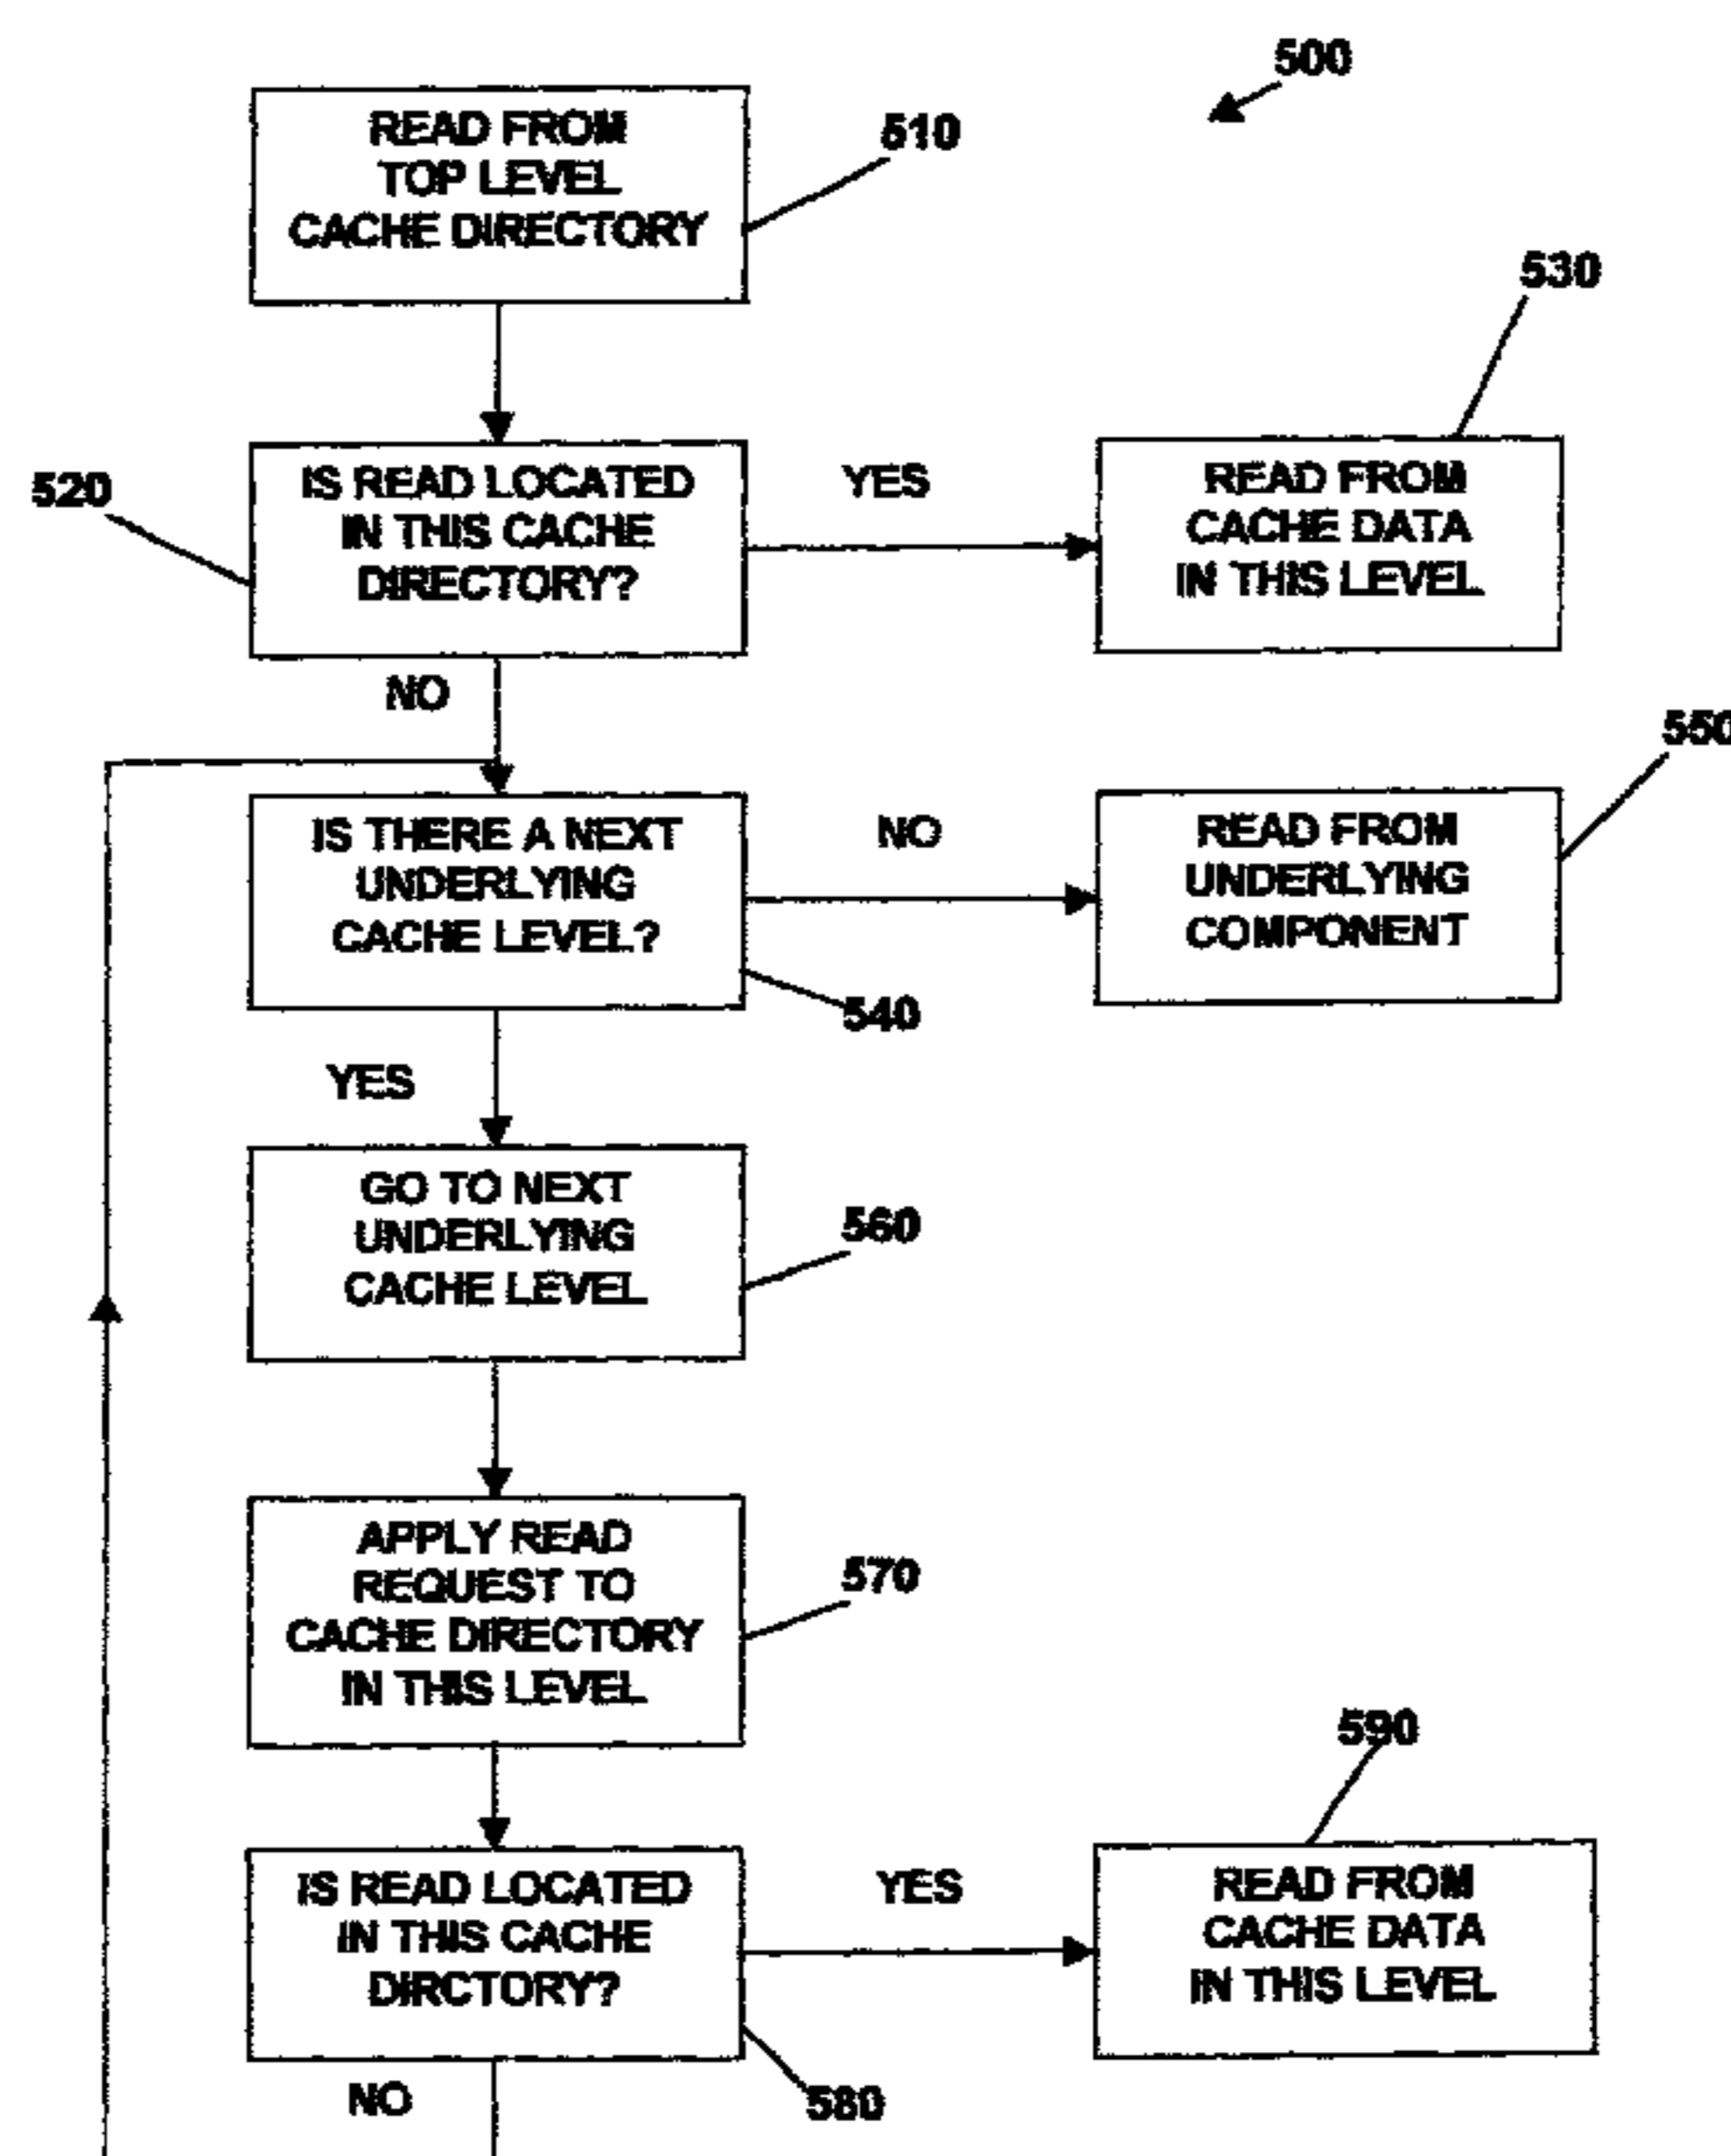 500
READ FROM
TOP LEVEL
CACHE DIRECTORY
510
530
520
IS READ LOCATED
IN THIS CACHE
DIRECTORY?
YES
READ FROM
CACHE DATA
IN THIS LEVEL
NO
550
IS THERE A NEXT
UNDERLYING
CACHE LEVEL?
NO
READ FROM
UNDERLYING
COMPONENT
540
YES
GO TO NEXT
UNDERLYING
CACHE LEVEL
560
APPLY READ
REQUEST TO
CACHE DIRECTORY
IN THIS LEVEL
570
590
IS READ LOCATED
IN THIS CACHE
DIRCTORY?
YES
READ FROM
CACHE DATA
IN THIS LEVEL
NO
580